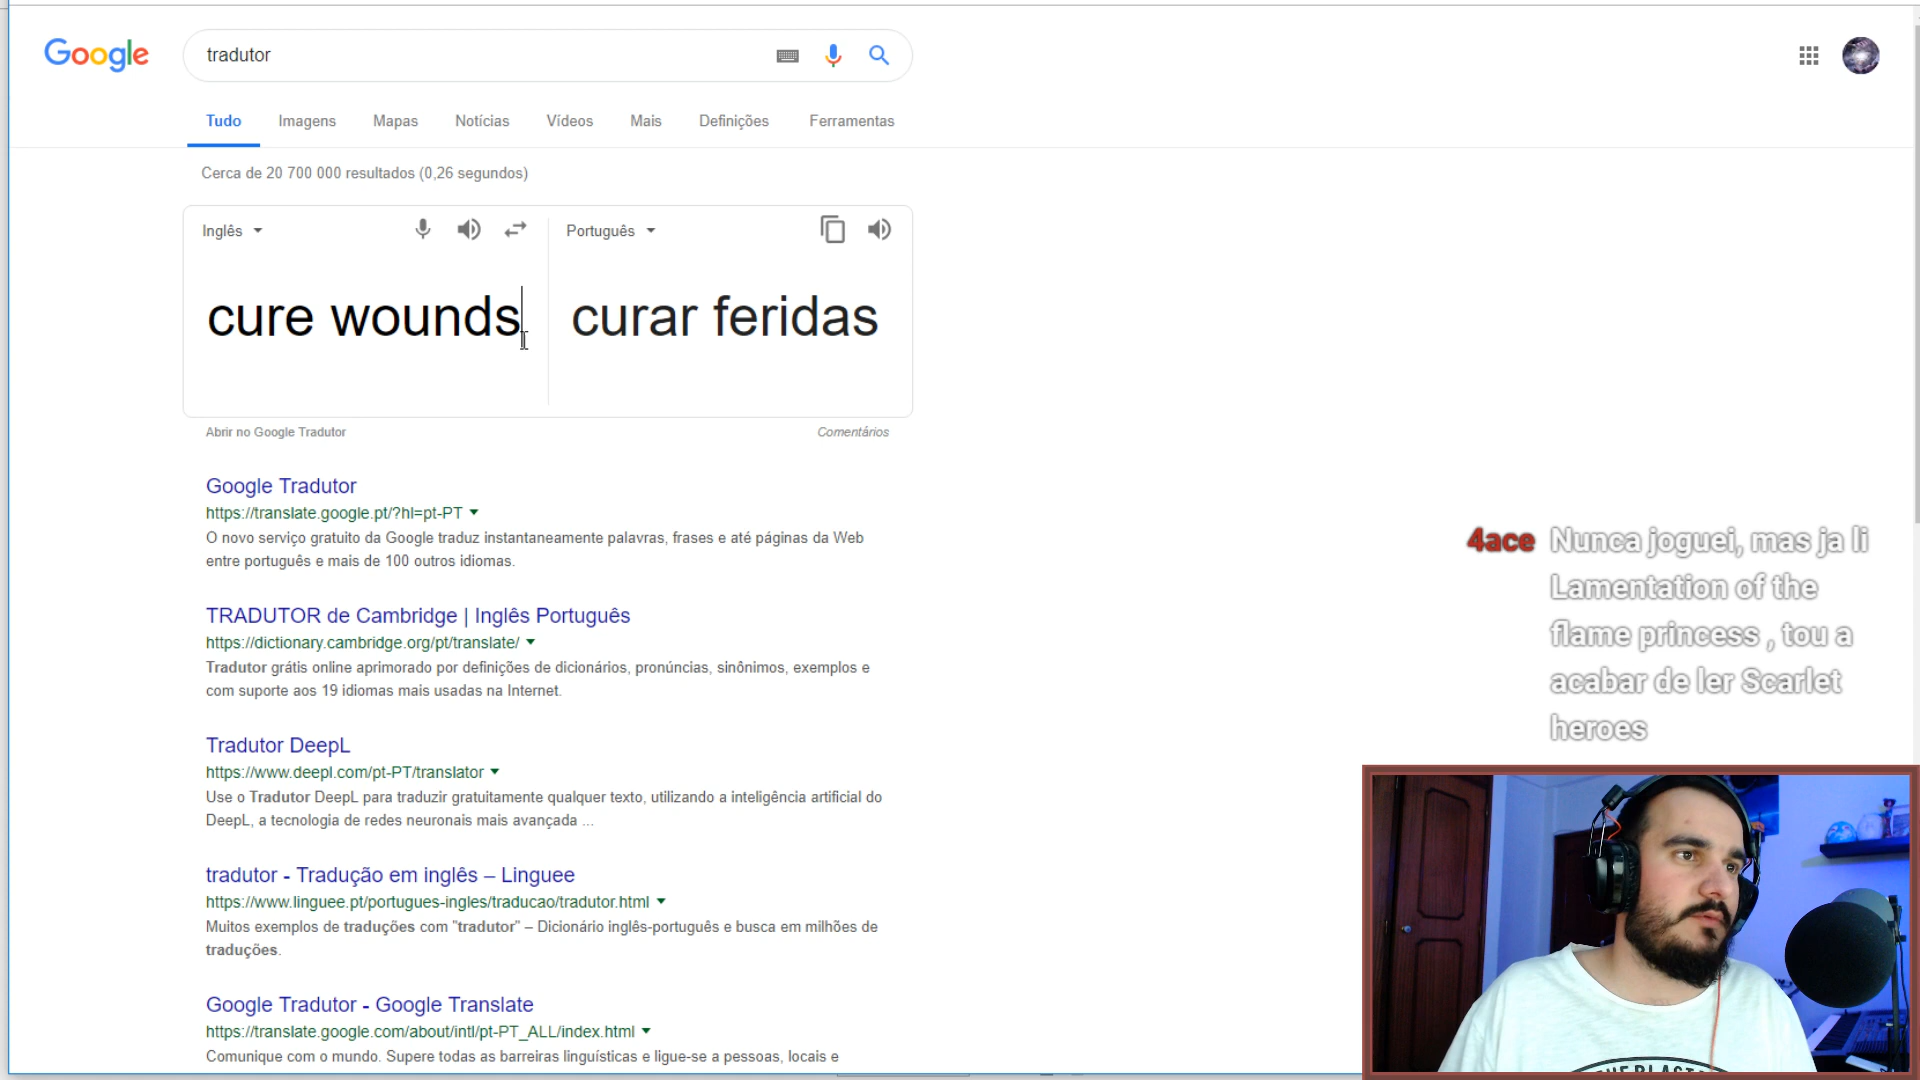 Google
tradutor
Tudo Imagens Mapas Notícias Vídeos Mais Definições Ferramentas
Cerca de 20 700 000 resultados (0,26 segundos)
Inglês Português
cure wounds curar feridas
Abrir no Google Tradutor Comentários
Google Tradutor
https://translate.google.pt/?hl=pt-PT
O novo serviço gratuito da Google traduz instantaneamente palavras, frases e até páginas da Web
entre português e mais de 100 outros idiomas.
TRADUTOR de Cambridge | Inglês Português
https://dictionary.cambridge.org/pt/translate/
Tradutor grátis online aprimorado por definições de dicionários, pronúncias, sinônimos, exemplos e
com suporte aos 19 idiomas mais usadas na Internet.
Tradutor DeepL
https://www.deepl.com/pt-PT/translator
Use o Tradutor DeepL para traduzir gratuitamente qualquer texto, utilizando a inteligência artificial do
DeepL, a tecnologia de redes neuronais mais avançada ...
tradutor - Tradução em inglês – Linguee
https://www.linguee.pt/portugues-ingles/traducao/tradutor.html
Muitos exemplos de traduções com "tradutor" – Dicionário inglês-português e busca em milhões de
traduções.
Google Tradutor - Google Translate
https://translate.google.com/about/intl/pt-PT_ALL/index.html
Comunique com o mundo. Supere todas as barreiras linguísticas e ligue-se a pessoas, locais e
4ace Nunca joguei, mas ja li
Lamentation of the
flame princess , tou a
acabar de ler Scarlet
heroes